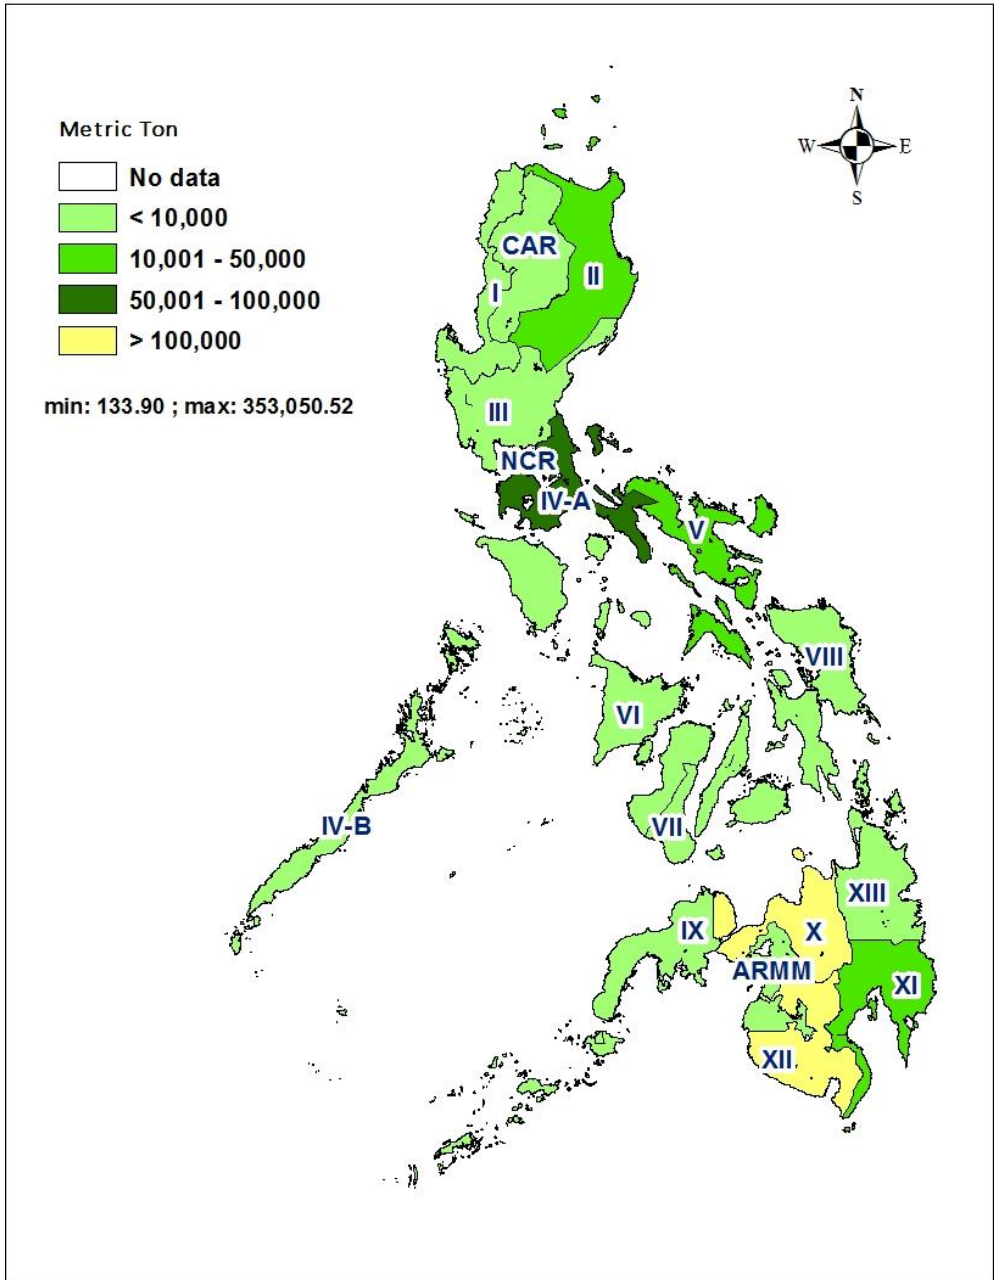 N
Metric Ton
W E
S
No data
< 10,000
10,001 - 50,000
50,001 - 100,000
> 100,000
min: 133.90 ; max: 353,050.52
CAR
II
I
III
NCR
IV-A
V
VIII
VI
IV-B
VII
XIII
IX
X
ARMM
XI
XII